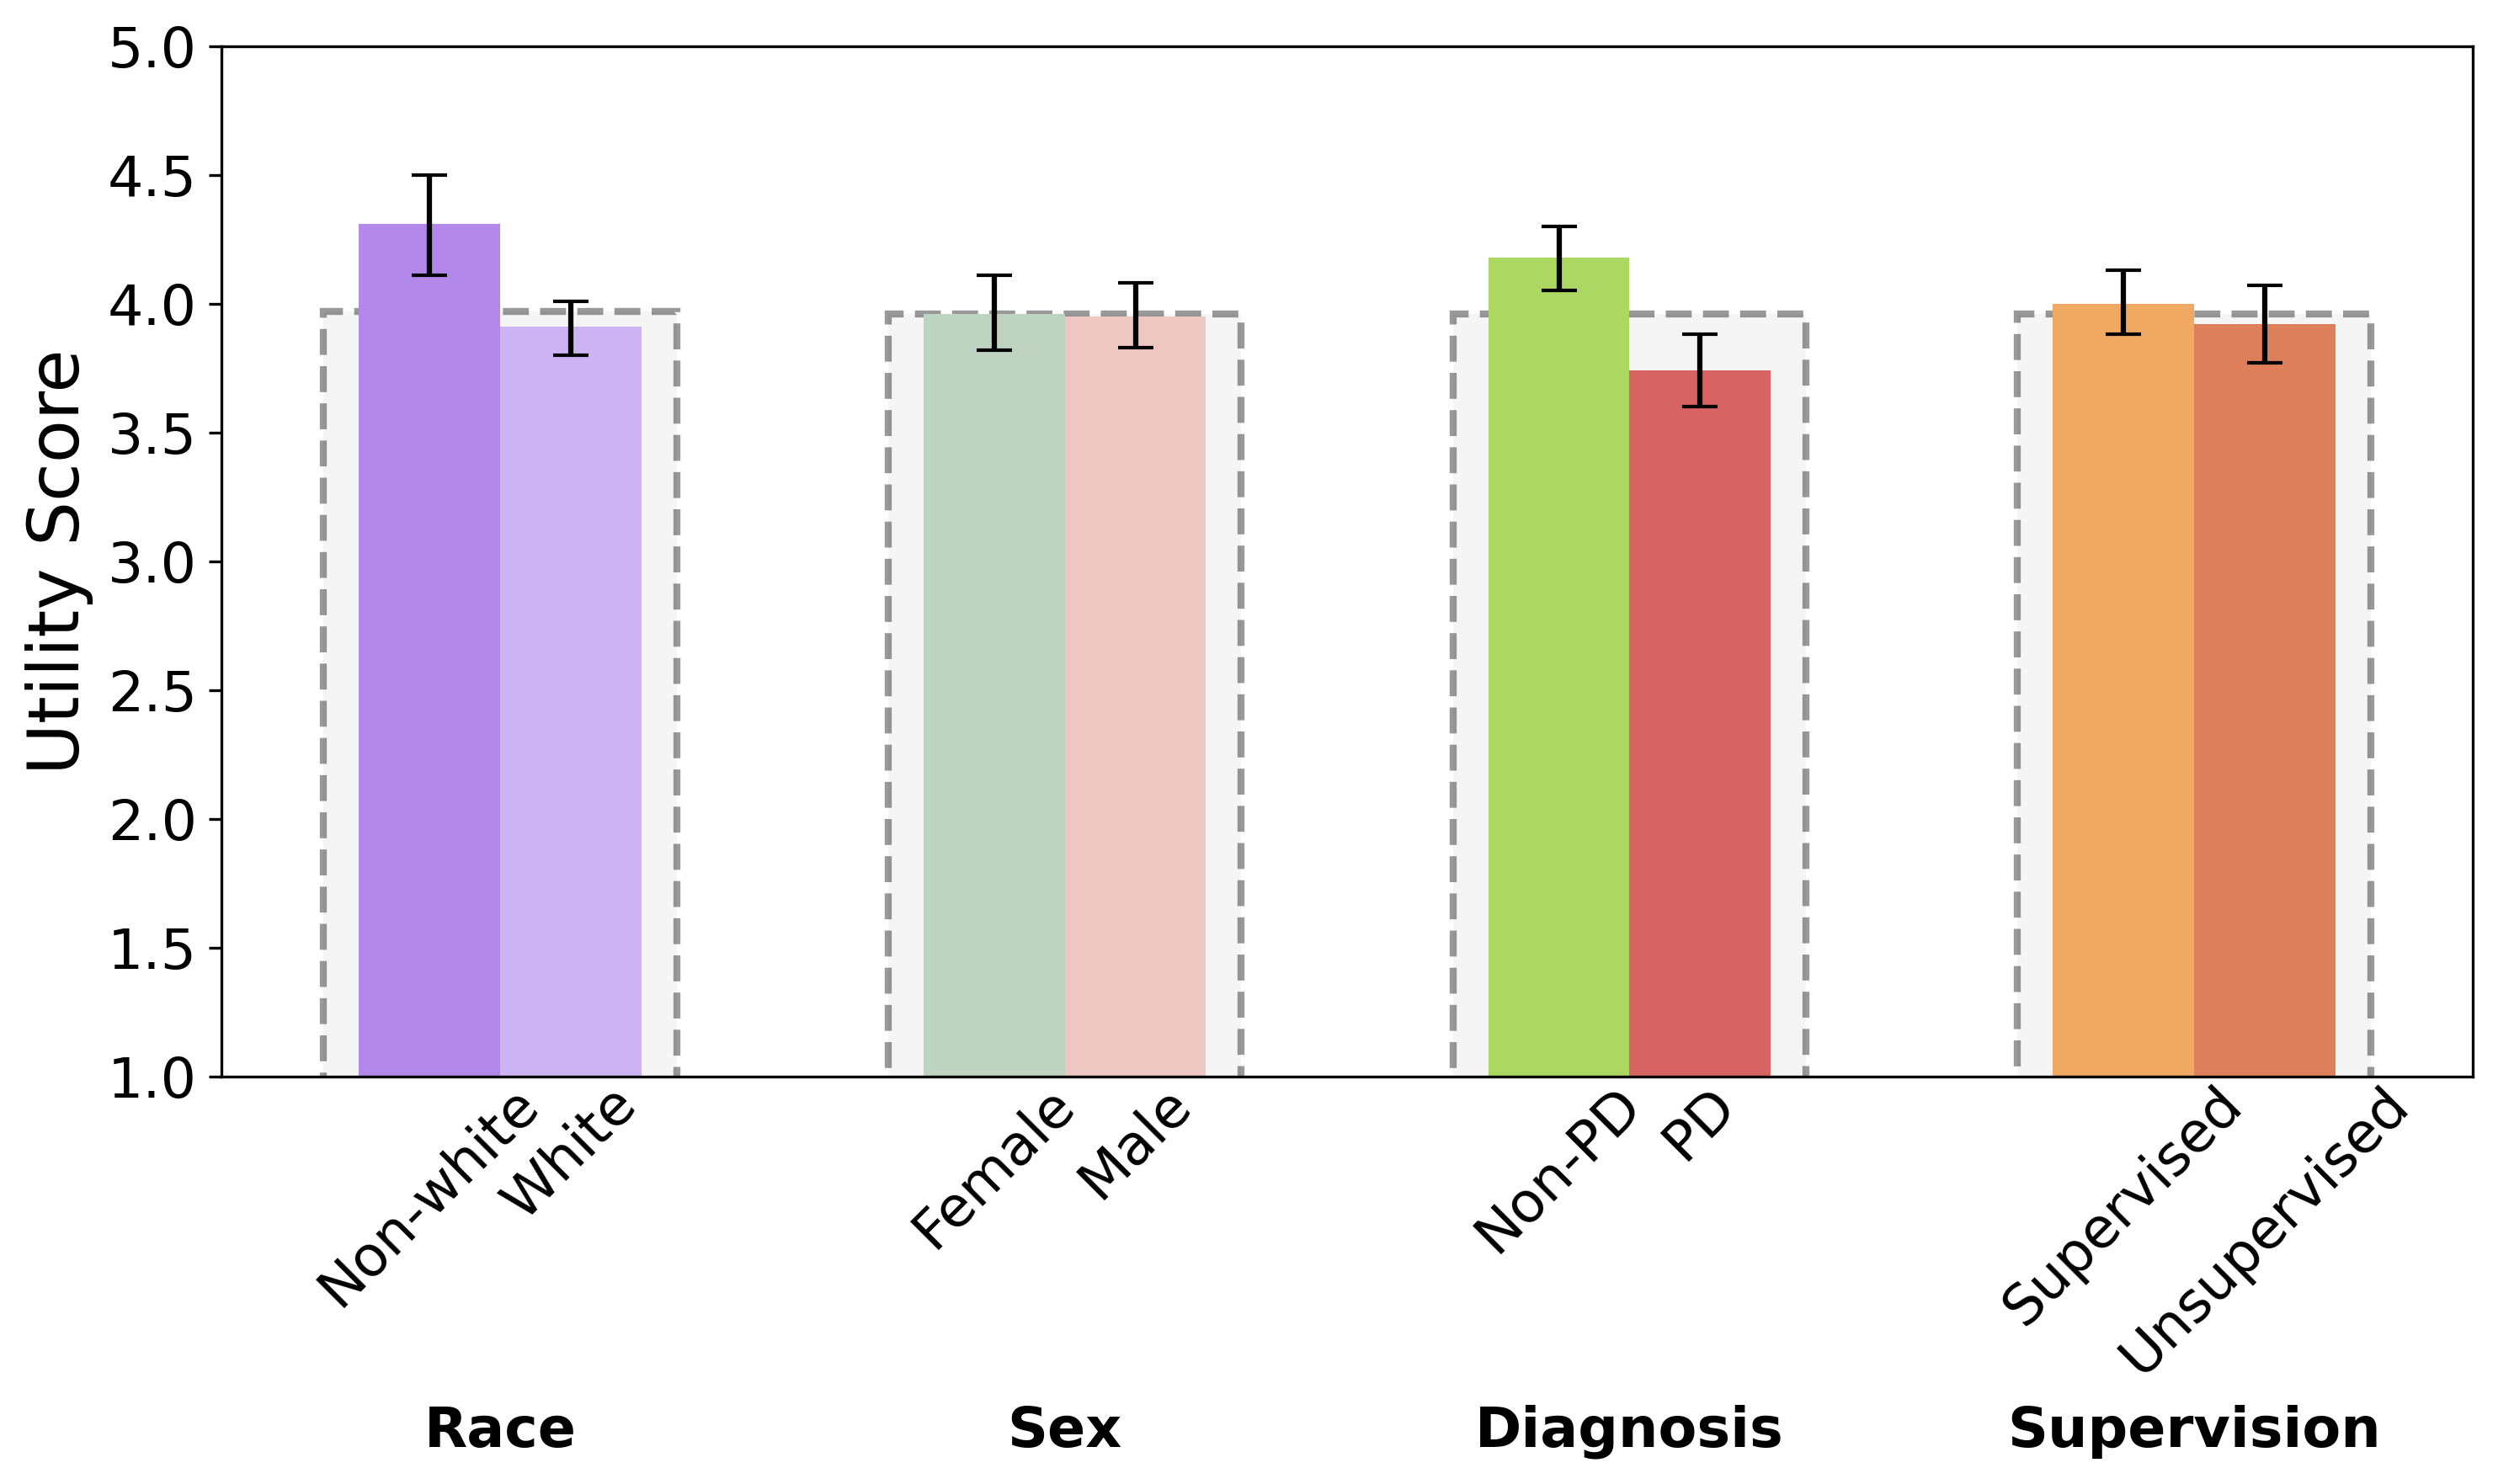 Utility Score
5.0
4.5
4.0
3.5
3.0
2.5
2.0
1.5
1.0
Non-white
White
Female
Male
Non-PD
PD
Supervised
Unsupervised
Race
Sex
Diagnosis
Supervision